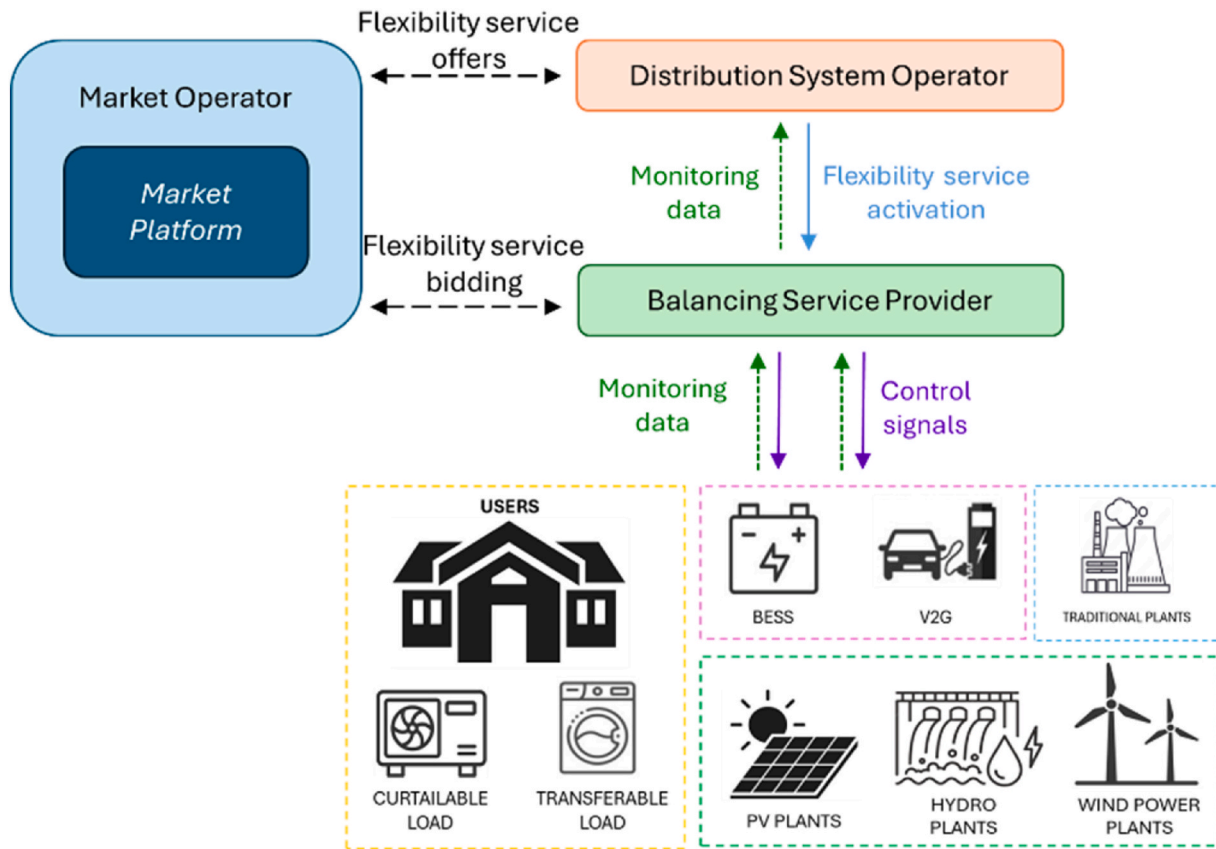 Flexibility service
offers
Market Operator
Distribution System Operator
Market
Platform
Monitoring
data
Flexibility service
activation
Flexibility service
bidding
Balancing Service Provider
Monitoring
data
Control
signals
USERS
BESS
V2G
TRADITIONAL PLANTS
CURTAILABLE
LOAD
TRANSFERABLE
LOAD
PV PLANTS
HYDRO
PLANTS
WIND POWER
PLANTS